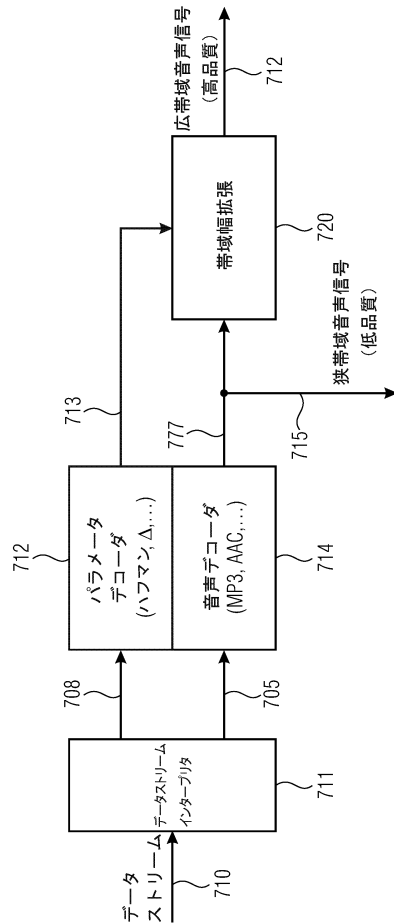 データ
ストリーム
710
データストリーム
インタープリタ
711
708
705
712
パラメータ
デコーダ
(ハフマン, Δ,...)
音声デコーダ
(MP3, AAC,...)
714
713
777
715
狭帯域音声信号
(低品質)
帯域幅拡張
720
広帯域音声信号
(高品質)
712